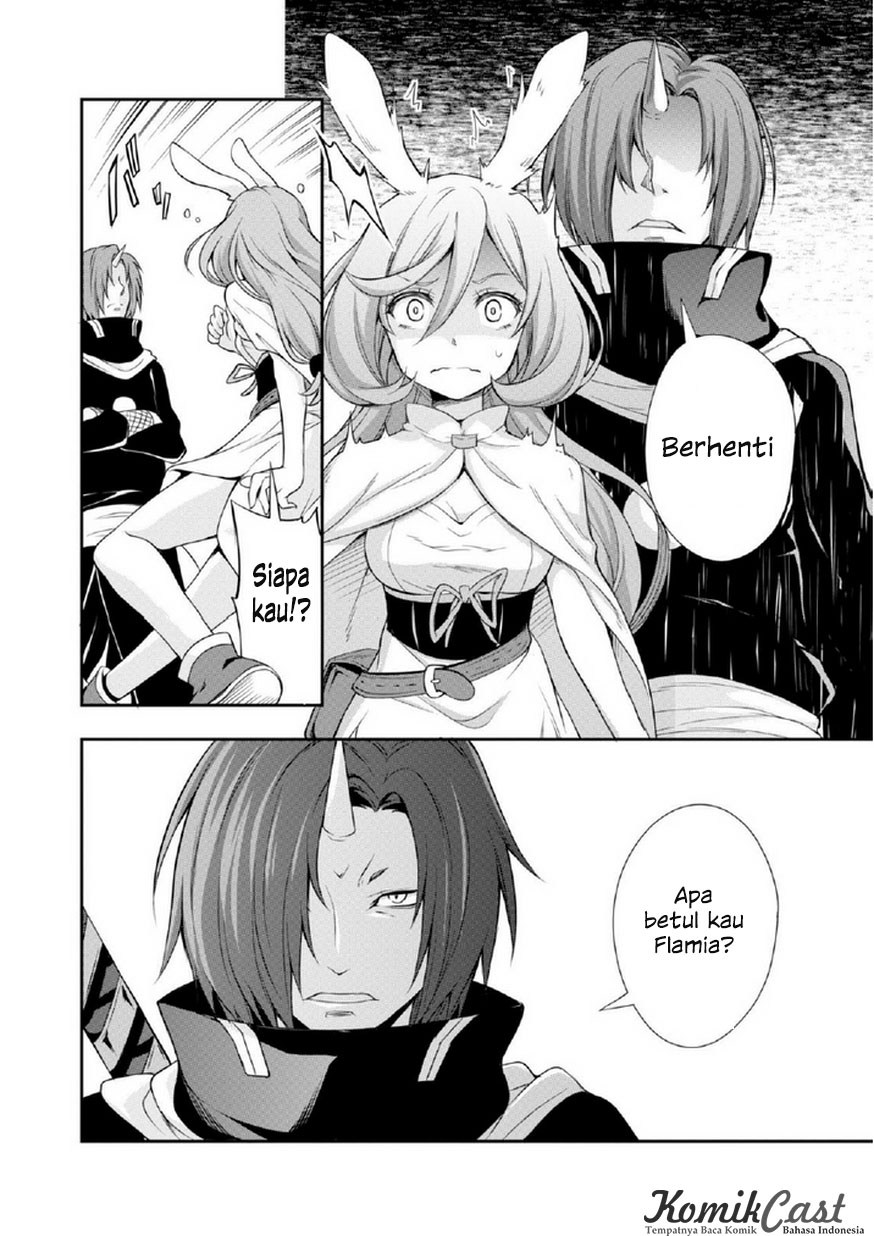 Berhenti
Siapa
kau!?
Apa
betul kau
Flamia?
KomikCast
Tempatnya Baca Komik Bahasa Indonesia